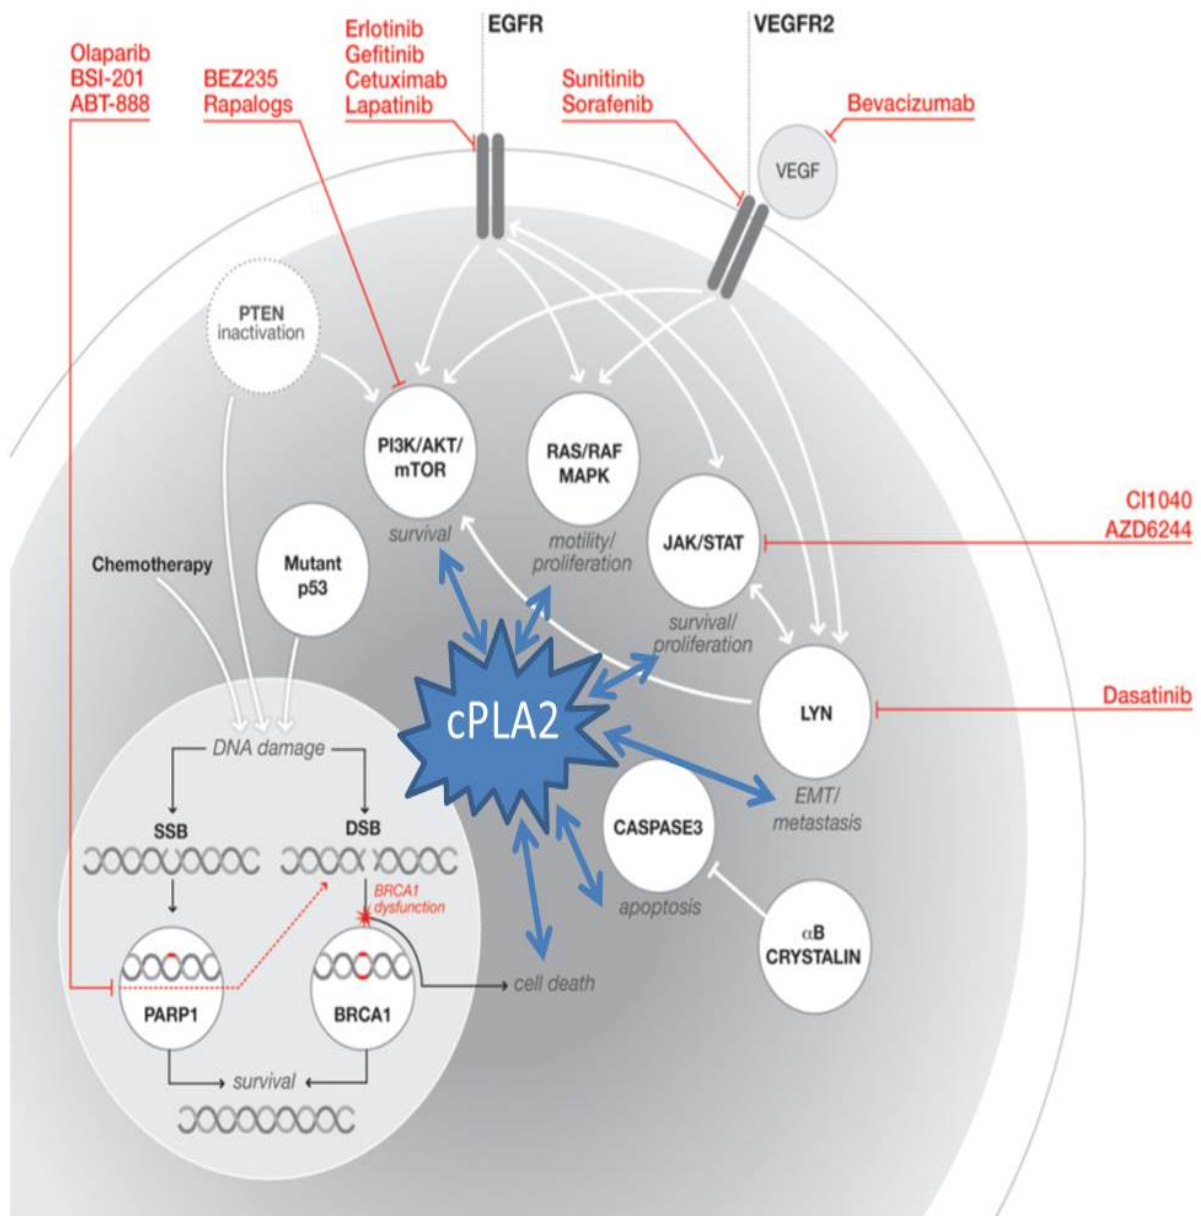 EGFR
VEGFR2
Olaparib
BSI-201
ABT-888
BEZ235
Rapalogs
Erlotinib
Gefitinib
Cetuximab
Lapatinib
Sunitinib
Sorafenib
Bevacizumab
VEGF
PTEN
inactivation
PI3K/AKT/
mTOR
survival
RAS/RAF
MAPK
motility/
proliferation
JAK/STAT
survival/
proliferation
CI1040
AZD6244
Chemotherapy
Mutant
p53
LYN
EMT/
metastasis
Dasatinib
cPLA2
DNA damage
SSB
DSB
BRCA1
dysfunction
CASPASE3
apoptosis
αB
CRYSTALIN
cell death
PARP1
BRCA1
survival